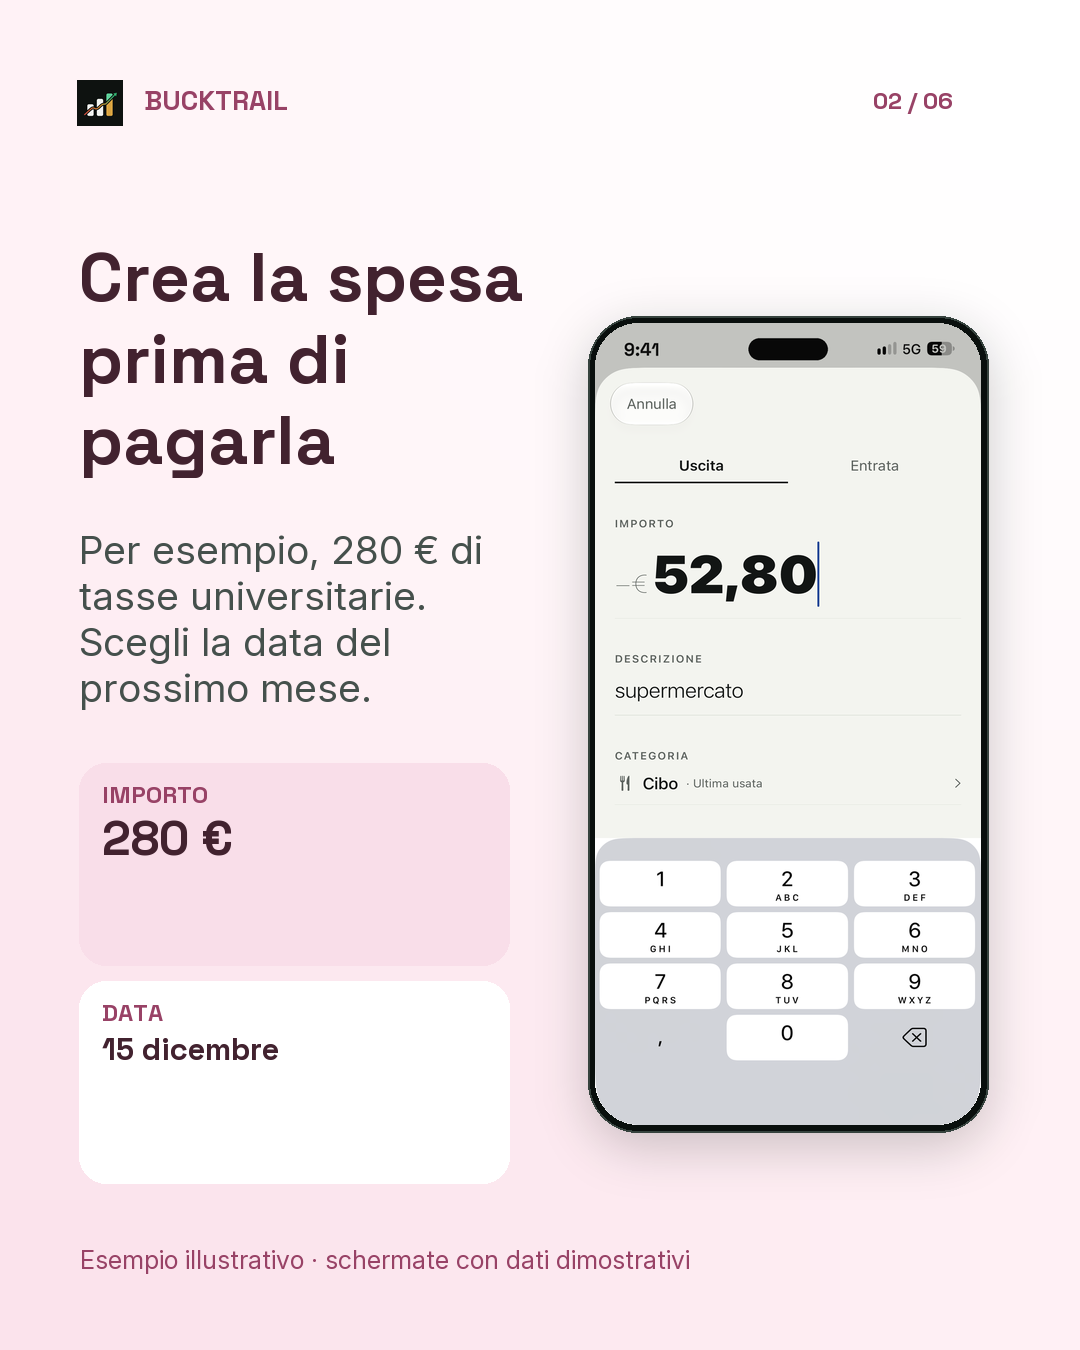 BUCKTRAIL
02 / 06
Crea la spesa
prima di
pagarla
Per esempio, 280 € di
tasse universitarie.
Scegli la data del
prossimo mese.
IMPORTO
280 €
DATA
15 dicembre
9:41
5G 59
Annulla
Uscita Entrata
IMPORTO
–€ 52,80
DESCRIZIONE
supermercato
CATEGORIA
Cibo · Ultima usata
1 2 3
ABC DEF
4 5 6
GHI JKL MNO
7 8 9
PQRS TUV WXYZ
, 0
Esempio illustrativo · schermate con dati dimostrativi